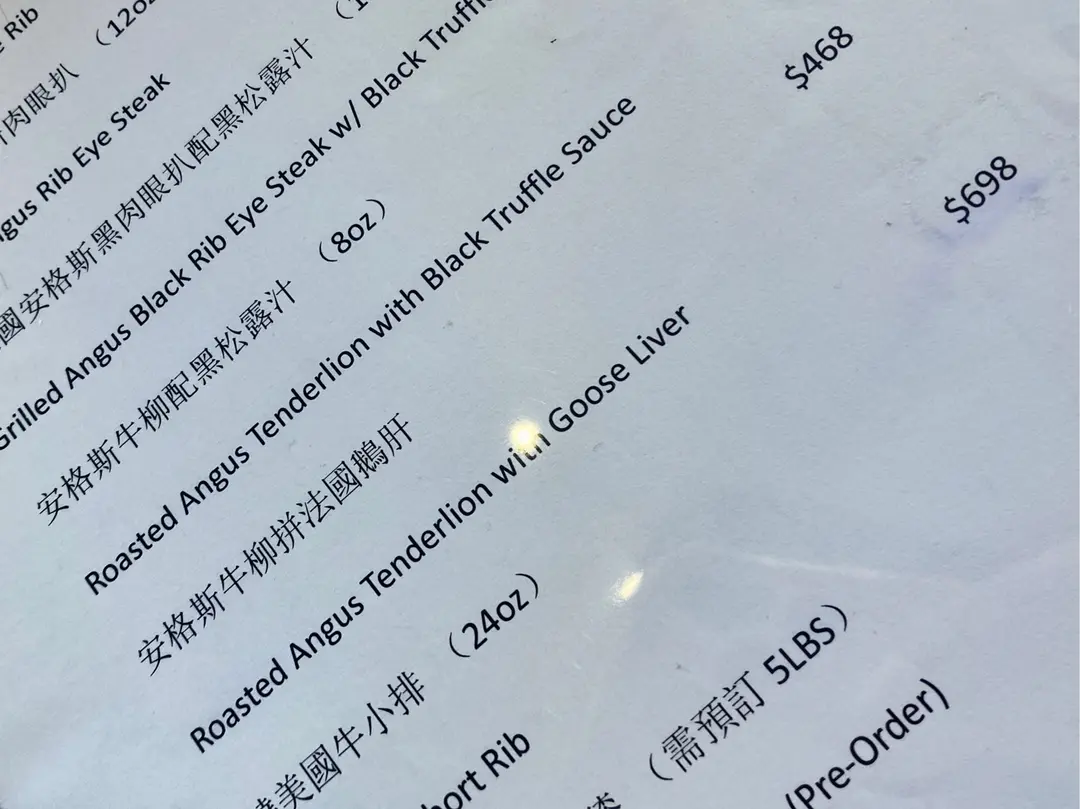 Rib
(12oz
肉眼扒
Rib Eye Steak
國安格斯黑肉眼扒配黑松露汁
Grilled Angus Black Rib Eye Steak w/ Black Truffle
安格斯牛柳配黑松露汁 (8oz)
Roasted Angus Tenderlion with Black Truffle Sauce
$468
安格斯牛柳拼法國鵝肝
Roasted Angus Tenderlion with Goose Liver
$698
美國牛小排 (24oz)
Rib
(需預訂 5LBS)
(Pre-Order)